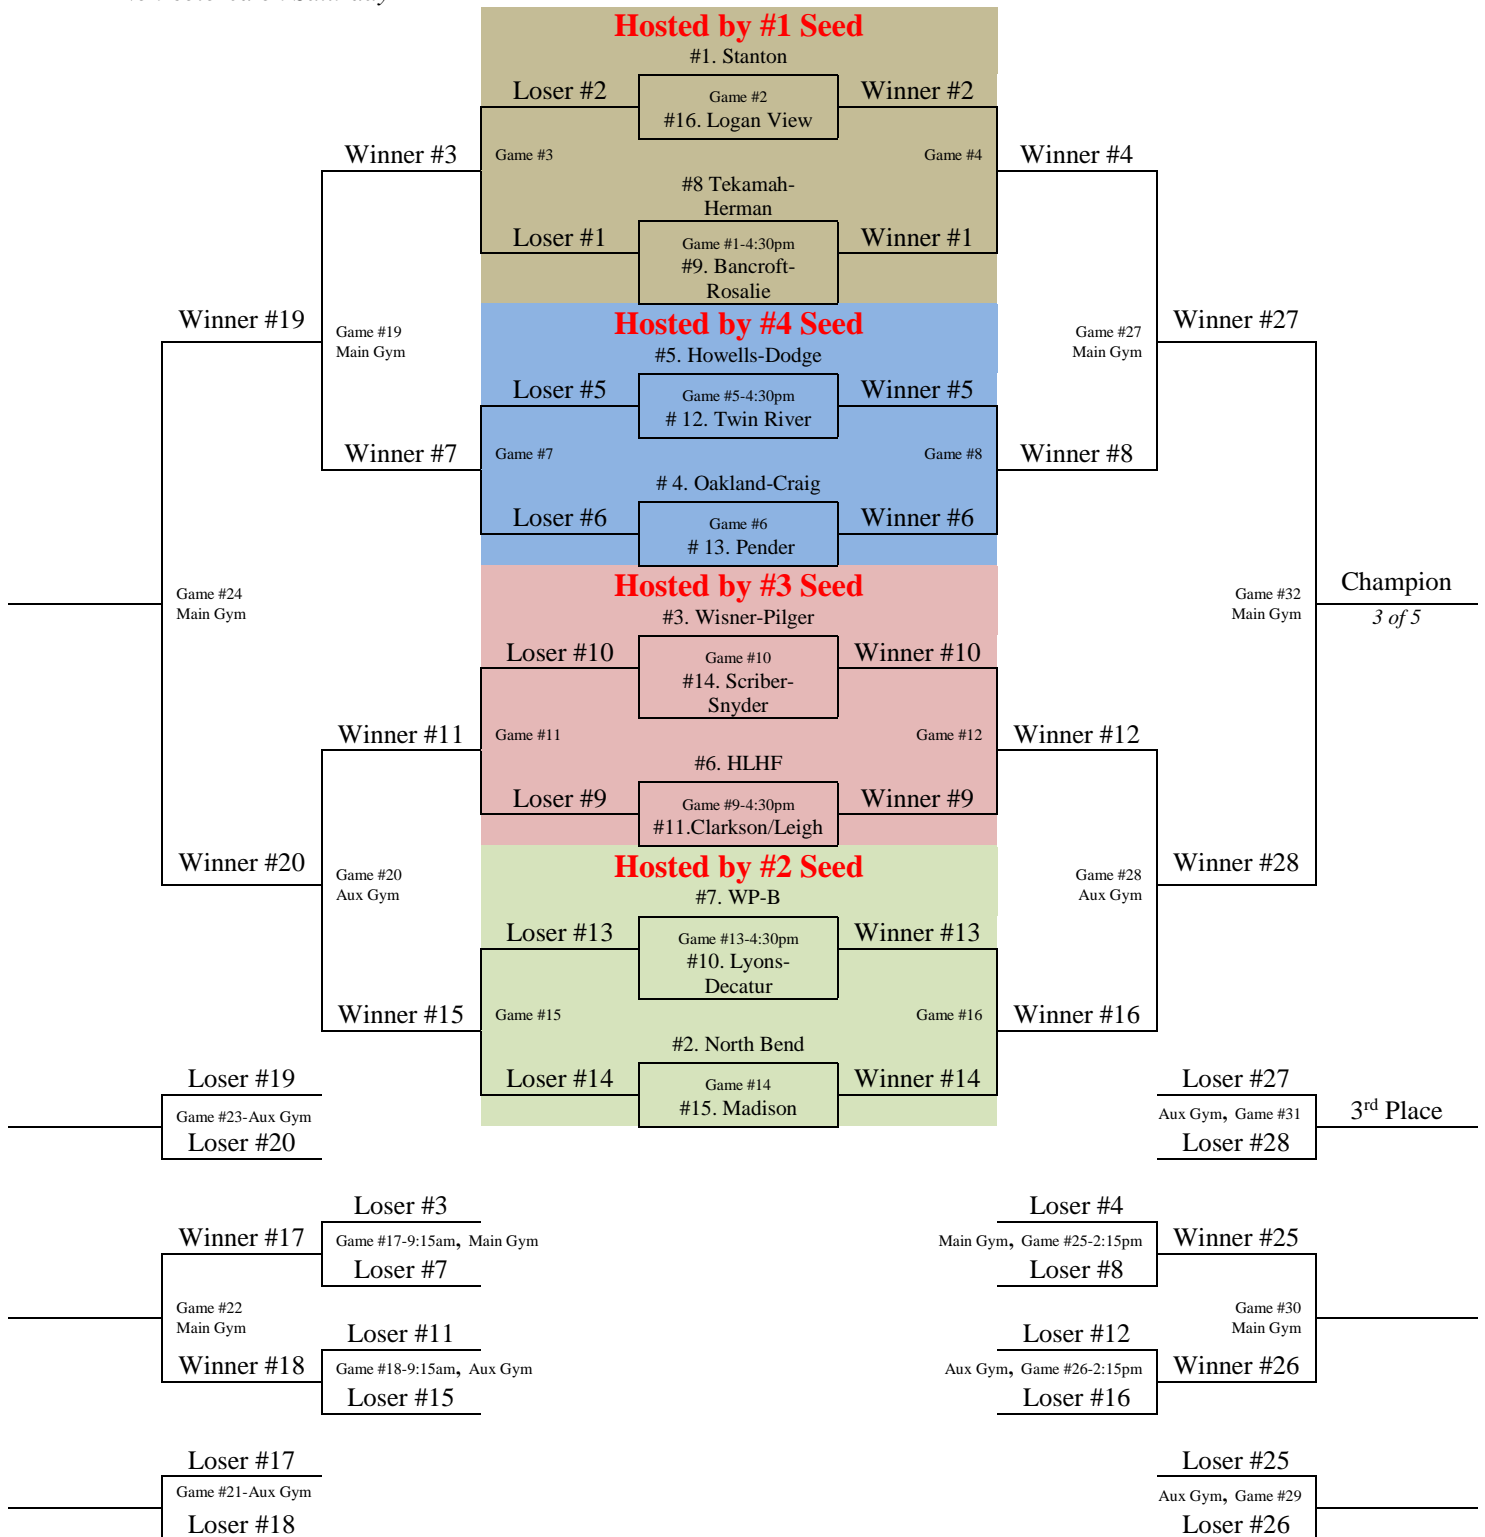 Hosted by #1 Seed
#1. Stanton
Loser #2
Game #2
Winner #2
#16. Logan View
Winner #3
Game #3
Game #4
Winner #4
#8 Tekamah-
Herman
Loser #1
Game #1-4:30pm
Winner #1
#9. Bancroft-
Rosalie
Winner #19
Game #19
Main Gym
Hosted by #4 Seed
Game #27
Main Gym
Winner #27
#5. Howells-Dodge
Loser #5
Game #5-4:30pm
Winner #5
# 12. Twin River
Winner #7
Game #7
Game #8
Winner #8
# 4. Oakland-Craig
Loser #6
Game #6
Winner #6
# 13. Pender
Game #24
Main Gym
Hosted by #3 Seed
Game #32
Main Gym
Champion
3 of 5
#3. Wisner-Pilger
Loser #10
Game #10
Winner #10
#14. Scriber-
Snyder
Winner #11
Game #11
Game #12
Winner #12
#6. HLHF
Loser #9
Game #9-4:30pm
Winner #9
#11.Clarkson/Leigh
Winner #20
Game #20
Aux Gym
Hosted by #2 Seed
Game #28
Aux Gym
Winner #28
#7. WP-B
Loser #13
Game #13-4:30pm
Winner #13
#10. Lyons-
Decatur
Winner #15
Game #15
Game #16
Winner #16
#2. North Bend
Loser #14
Game #14
Winner #14
#15. Madison
Loser #19
Game #23-Aux Gym
Loser #20
Loser #27
Aux Gym, Game #31
Loser #28
3rd Place
Loser #3
Winner #17
Game #17-9:15am, Main Gym
Loser #7
Loser #4
Main Gym, Game #25-2:15pm
Winner #25
Loser #8
Game #22
Main Gym
Game #30
Main Gym
Loser #11
Winner #18
Game #18-9:15am, Aux Gym
Loser #15
Loser #12
Aux Gym, Game #26-2:15pm
Winner #26
Loser #16
Loser #17
Game #21-Aux Gym
Loser #18
Loser #25
Aux Gym, Game #29
Loser #26